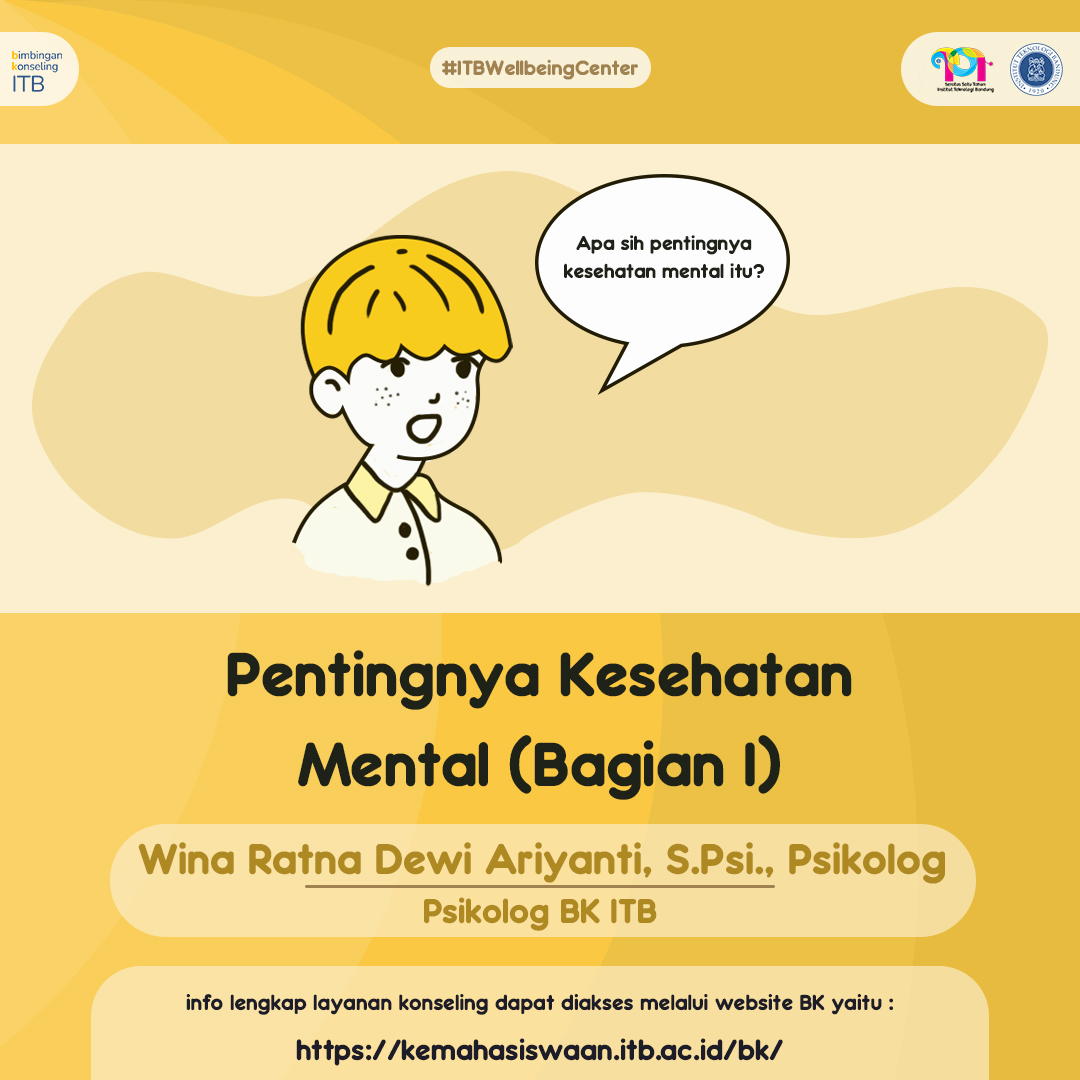 bimbingan
konseling
ITB
#ITBWellbeingCenter
101
Seratus Satu Tahun
Institut Teknologi Bandung
INSTITUT TEKNOLOGI BANDUNG
1920
Apa sih pentingnya
kesehatan mental itu?
Pentingnya Kesehatan
Mental (Bagian I)
Wina Ratna Dewi Ariyanti, S.Psi., Psikolog
Psikolog BK ITB
info lengkap layanan konseling dapat diakses melalui website BK yaitu :
https://kemahasiswaan.itb.ac.id/bk/